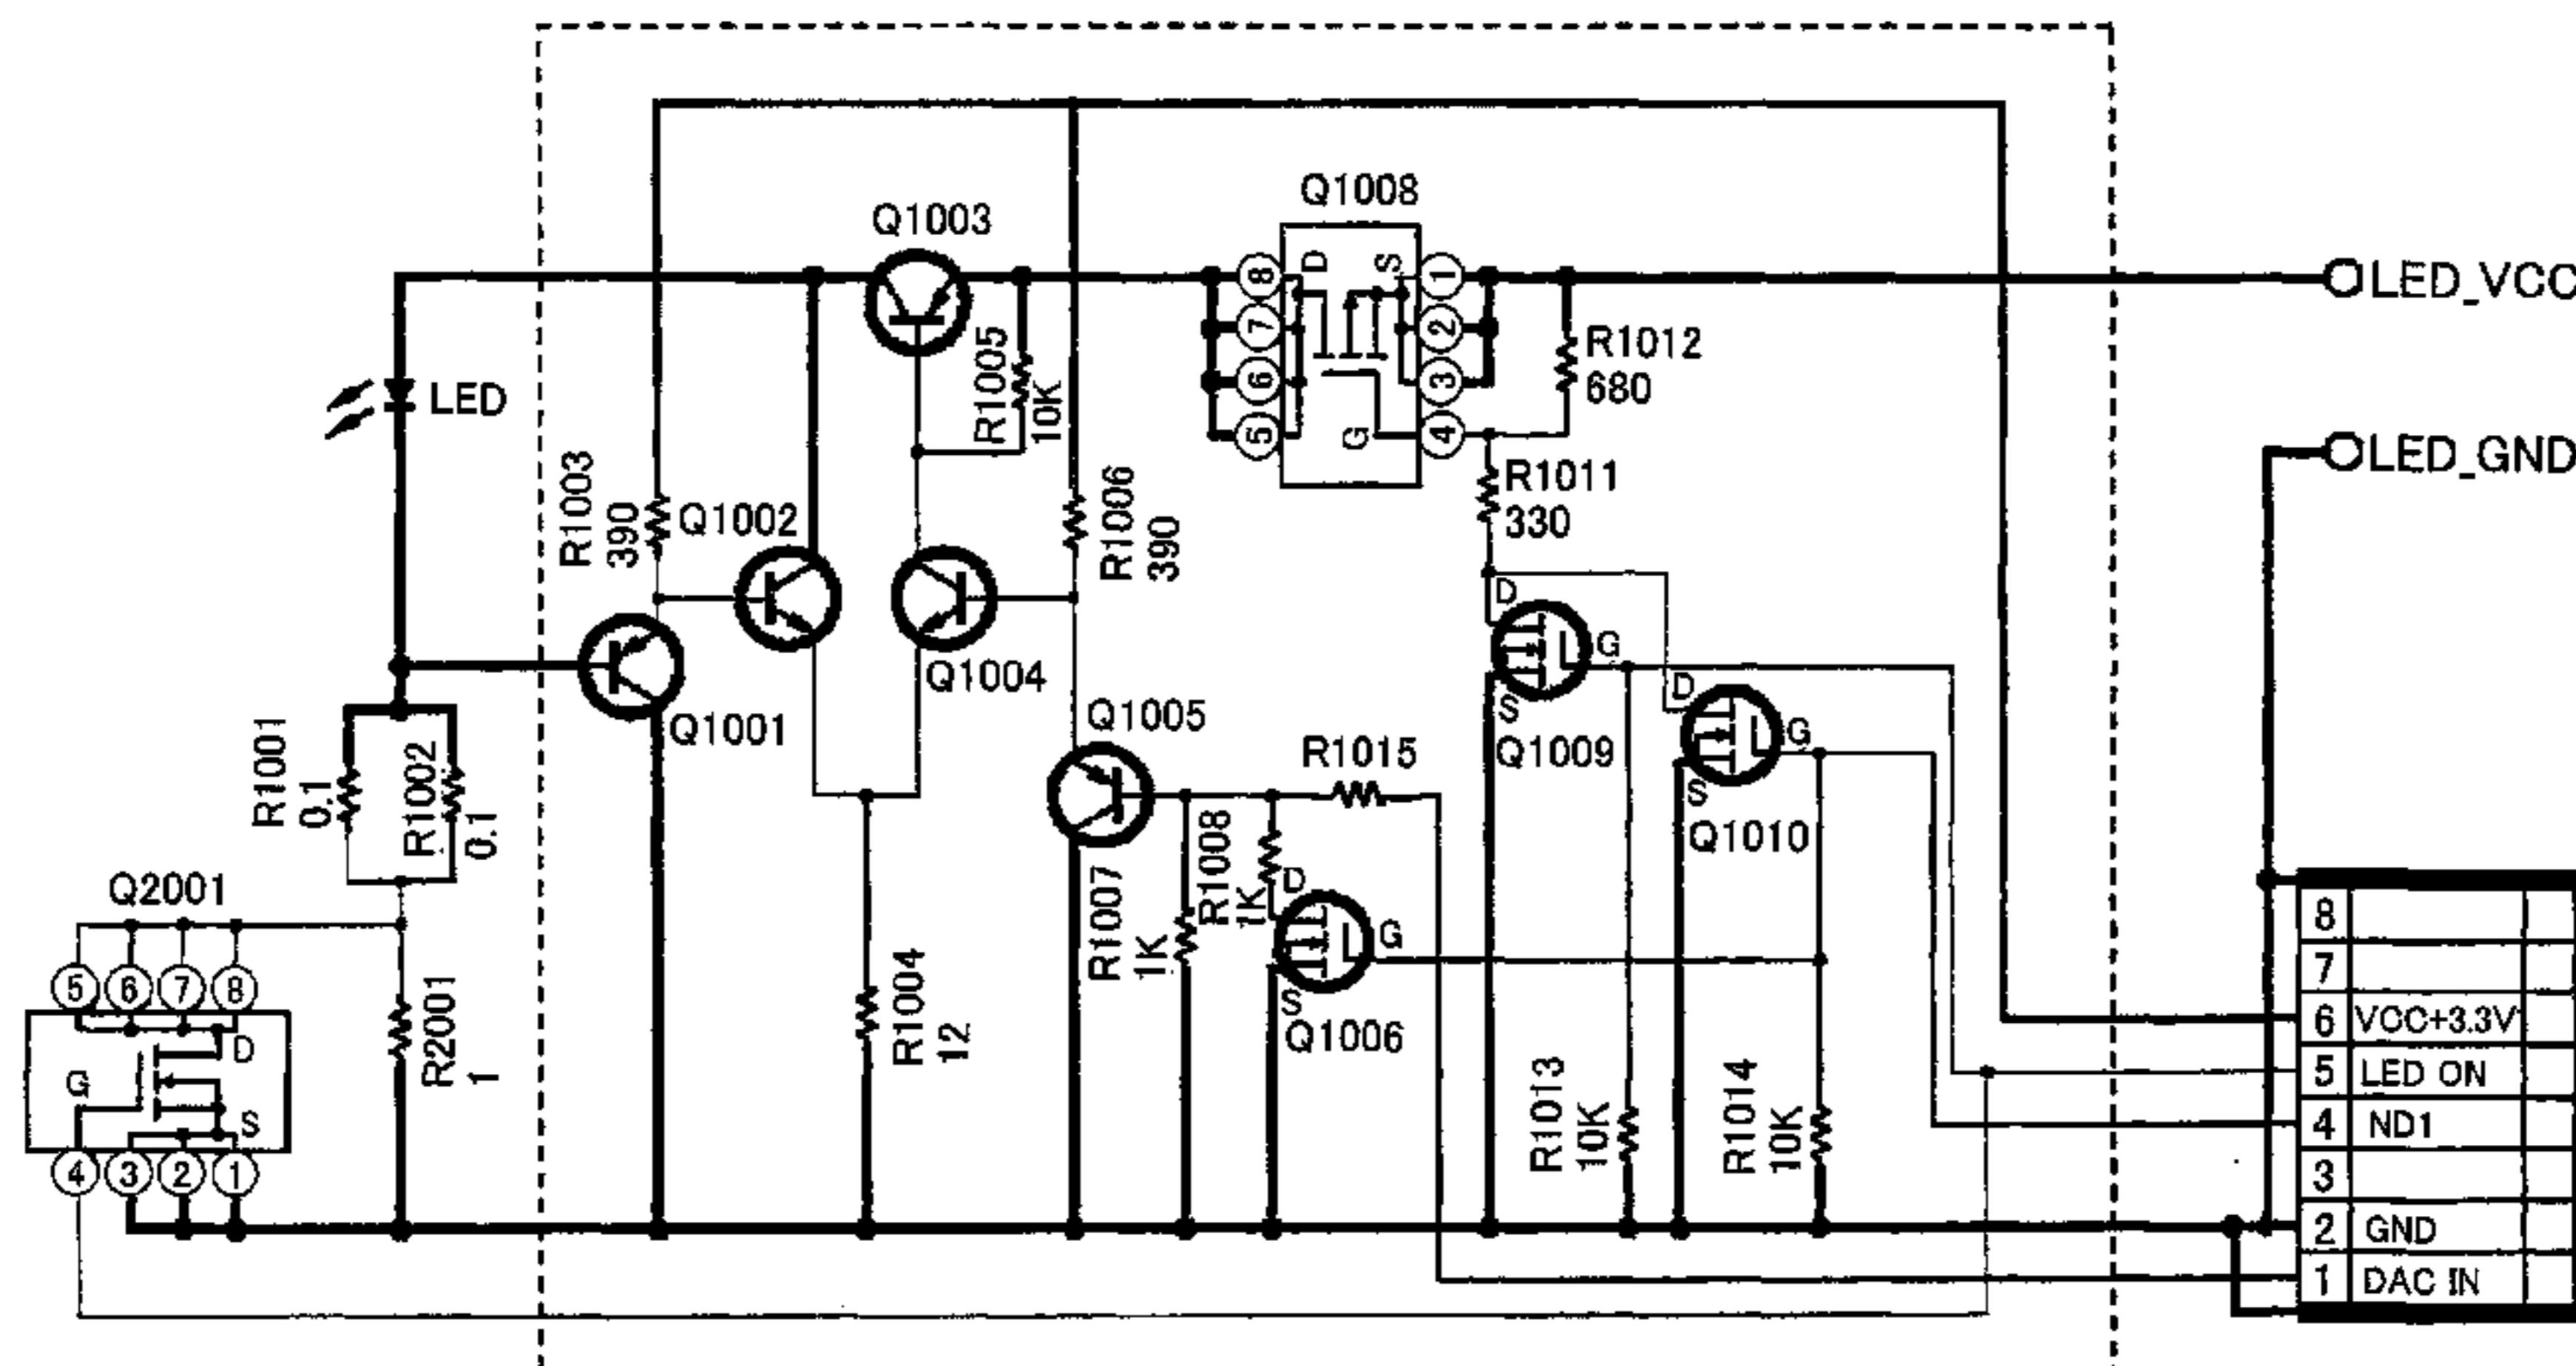 Q1008
Q1003
D
S
8
1
LED_VCC
7
2
R1005
10K
R1012
680
6
3
LED
5
G
4
LED_GND
R1003
390
Q1002
R1006
390
R1011
330
D
G
Q1004
S
Q1009
D
G
Q1001
Q1005
R1015
S
Q1010
R1001
0.1
R1002
0.1
R1007
1K
R1008
1K
D
G
S
Q1006
Q2001
5
6
7
8
D
G
S
4
3
2
1
R2001
1
R1004
12
R1013
10K
R1014
10K
8
7
6 VCC+3.3V
5 LED ON
4 ND1
3
2 GND
1 DAC IN